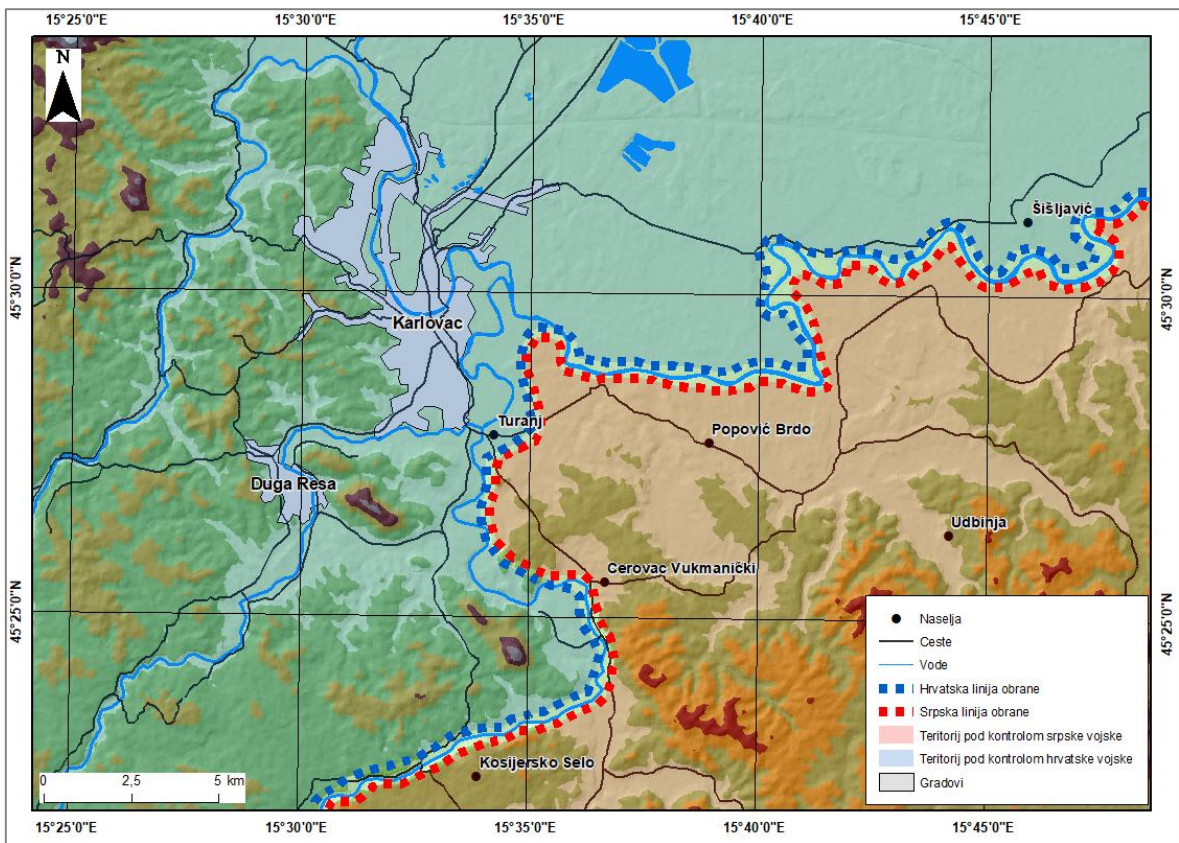 15°25'0"E 15°30'0"E 15°35'0"E 15°40'0"E 15°45'0"E
N
Šišljavić
45°30'0"N 45°30'0"N
Karlovac
Turanj
Popović Brdo
Duga Resa
Udbinja
Cerovac Vukmanički
45°25'0"N 45°25'0"N
Naselja
Ceste
Vode
Hrvatska linija obrane
Srpska linija obrane
Teritorij pod kontrolom srpske vojske
Teritorij pod kontrolom hrvatske vojske
Gradovi
Kosijersko Selo
0 2,5 5 km
15°25'0"E 15°30'0"E 15°35'0"E 15°40'0"E 15°45'0"E